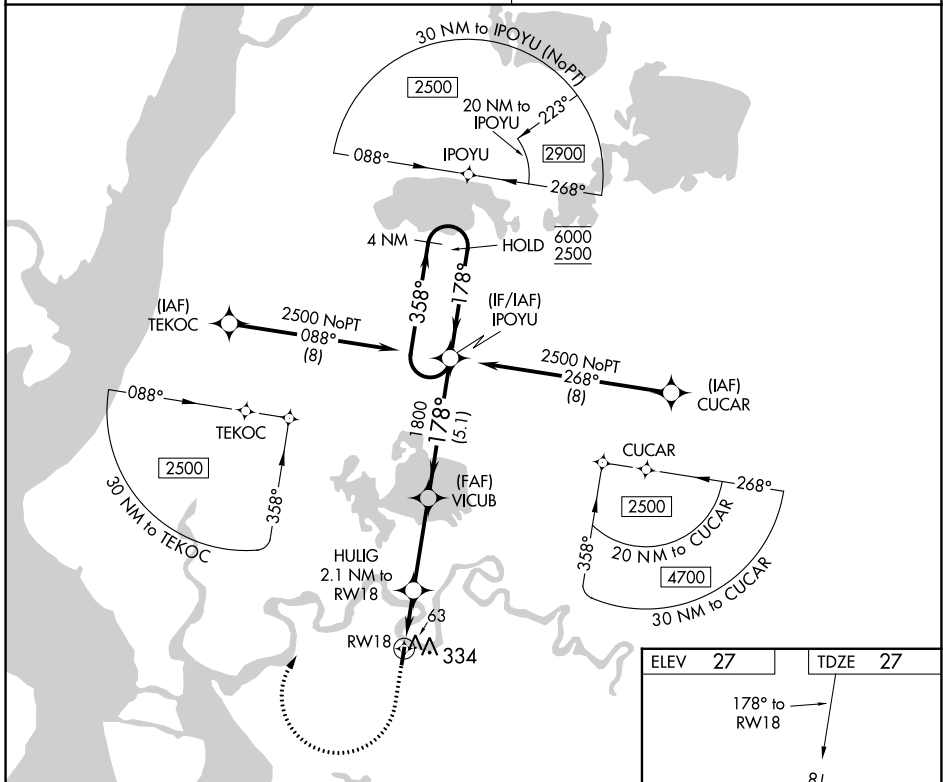 30 NM to IPOYU (NoPT)
2500
20 NM to
IPOYU
223°
2900
088°
IPOYU
268°
4 NM
HOLD
6000
2500
358°
178°
(IF/IAF)
IPOYU
(IAF)
TEKOC
2500 NoPT
088°
(8)
2500 NoPT
268°
(8)
(IAF)
CUCAR
088°
TEKOC
2500
358°
30 NM to TEKOC
1800
178°
(5.1)
(FAF)
VICUB
CUCAR
268°
2500
358°
20 NM to CUCAR
4700
30 NM to CUCAR
HULIG
2.1 NM to
RW18
63
RW18
334
ELEV 27
TDZE 27
178° to
RW18